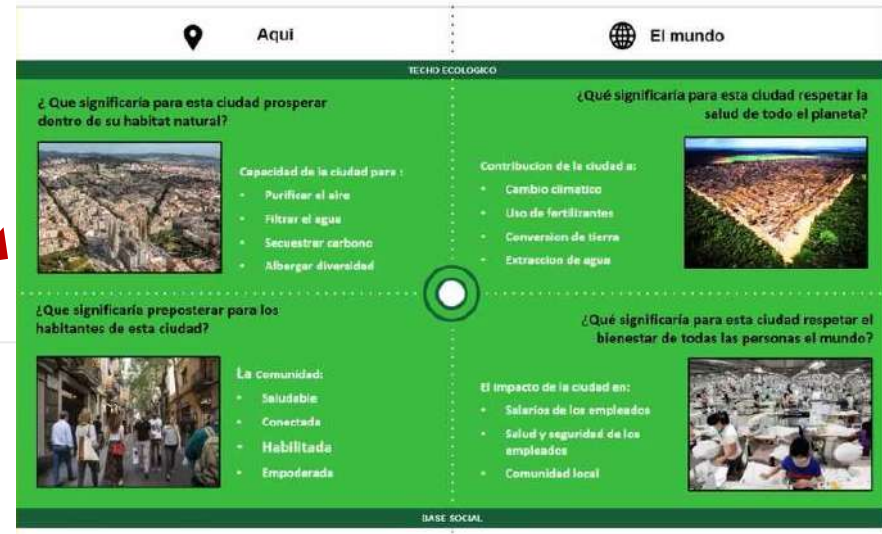 Aqui
El mundo
TECHO ECOLOGICO
¿ Que significaría para esta ciudad prosperar
dentro de su habitat natural?
Capacidad de la ciudad para :
Purificar el aire
Filtrar el agua
Secuestrar carbono
Albergar diversidad
¿Qué significaría para esta ciudad respetar la
salud de todo el planeta?
Contribucion de la ciudad a:
Cambio climatico
Uso de fertilizantes
Conversion de tierra
Extraccion de agua
¿Que significaría preposterar para los
habitantes de esta ciudad?
La Comunidad:
Saludable
Conectada
Habilitada
Empoderada
¿Qué significaría para esta ciudad respetar el
bienestar de todas las personas el mundo?
El impacto de la ciudad en:
Salarios de los empleados
Salud y seguridad de los
empleados
Comunidad local
BASE SOCIAL